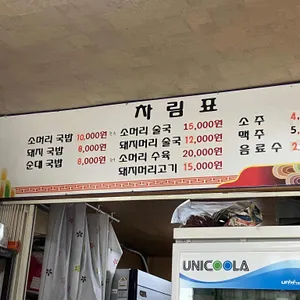 차림표
소머리 국밥 10,000원
돼지 국밥 8,000원
순대 국밥 8,000원
소머리 술국 15,000원
돼지머리 술국 12,000원
소머리 수육 20,000원
돼지머리고기 15,000원
소주
맥주
음료수
UNICOOLA